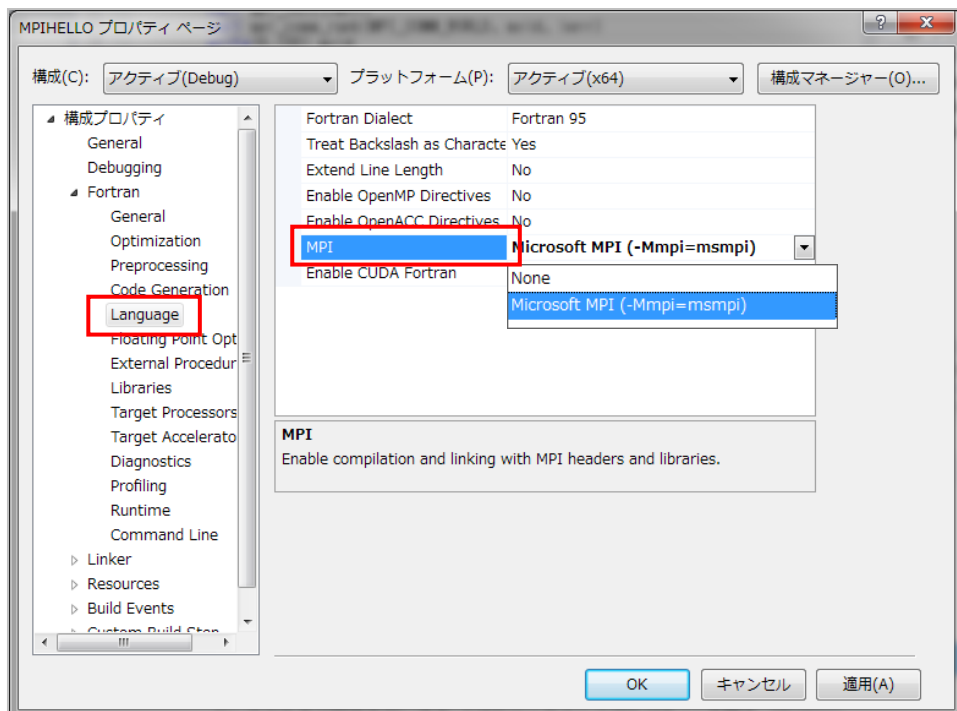 MPIHELLO プロパティ ページ
構成(C): アクティブ(Debug) プラットフォーム(P): アクティブ(x64) 構成マネージャー(O)...
構成プロパティ
General
Debugging
Fortran
General
Optimization
Preprocessing
Code Generation
Language
Floating Point Opt
External Procedur
Libraries
Target Processors
Target Accelerato
Diagnostics
Profiling
Runtime
Command Line
Linker
Resources
Build Events
Custom Build Step
Fortran Dialect Fortran 95
Treat Backslash as Characte Yes
Extend Line Length No
Enable OpenMP Directives No
Enable OpenACC Directives No
MPI Microsoft MPI (-Mmpi=msmpi)
Enable CUDA Fortran
None
Microsoft MPI (-Mmpi=msmpi)
MPI
Enable compilation and linking with MPI headers and libraries.
OK キャンセル 適用(A)